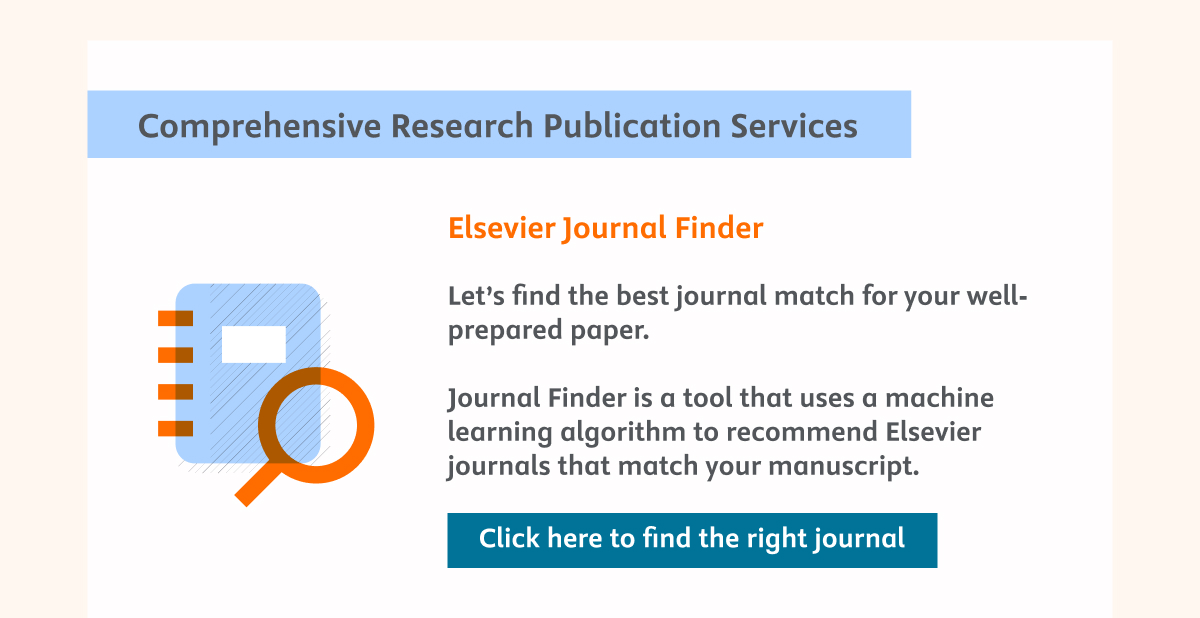 Comprehensive Research Publication Services
Elsevier Journal Finder
Let’s find the best journal match for your well-
prepared paper.
Journal Finder is a tool that uses a machine
learning algorithm to recommend Elsevier
journals that match your manuscript.
Click here to find the right journal